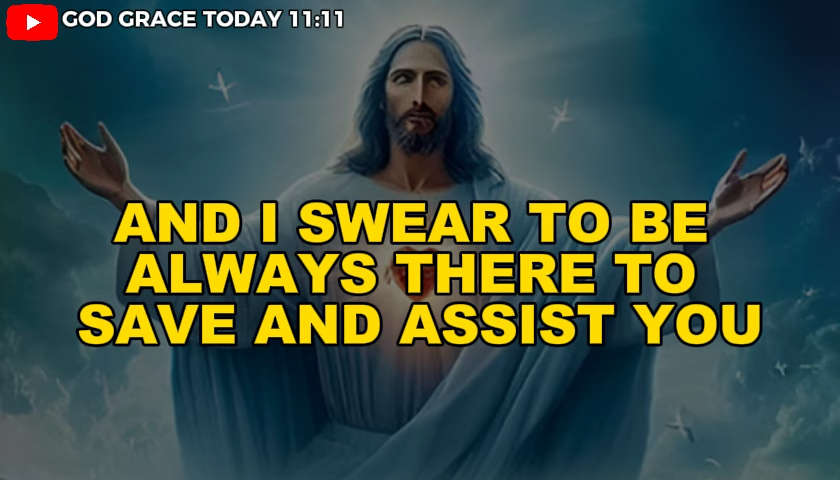 GOD GRACE TODAY 11:11
AND I SWEAR TO BE
ALWAYS THERE TO
SAVE AND ASSIST YOU